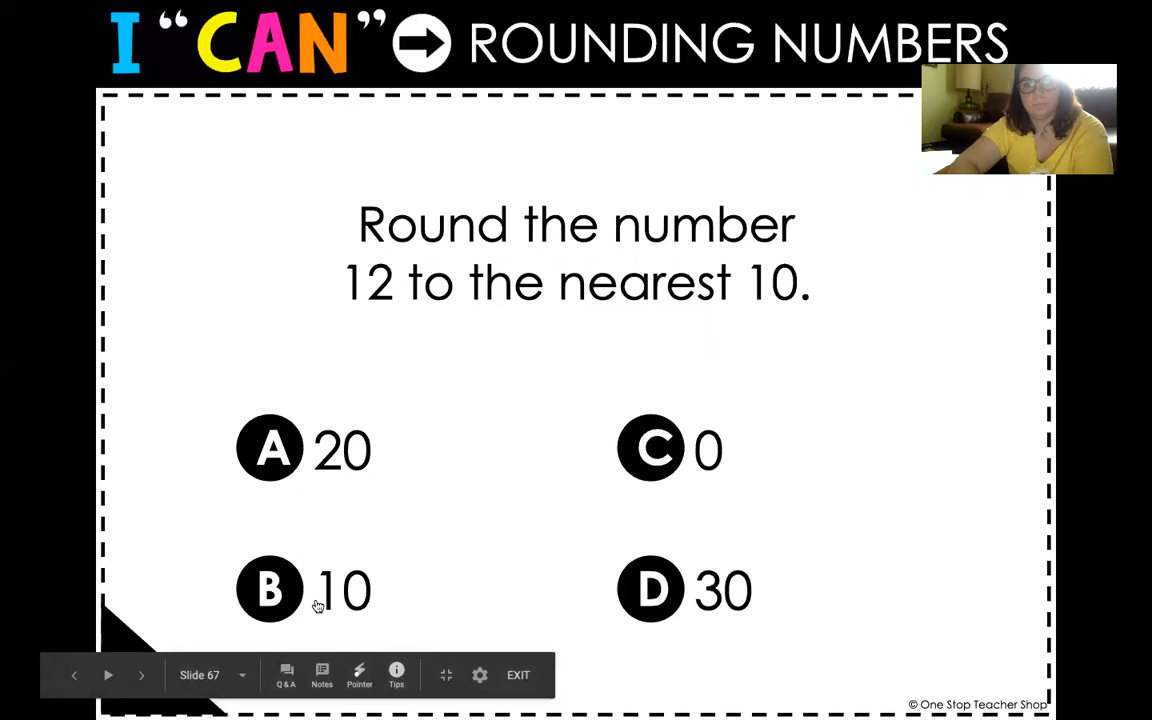 I “CAN” ROUNDING NUMBERS
Round the number
12 to the nearest 10.
A 20
C 0
B 10
D 30
Slide 67
Q & A
Notes
Pointer
Tips
EXIT
© One Stop Teacher Shop